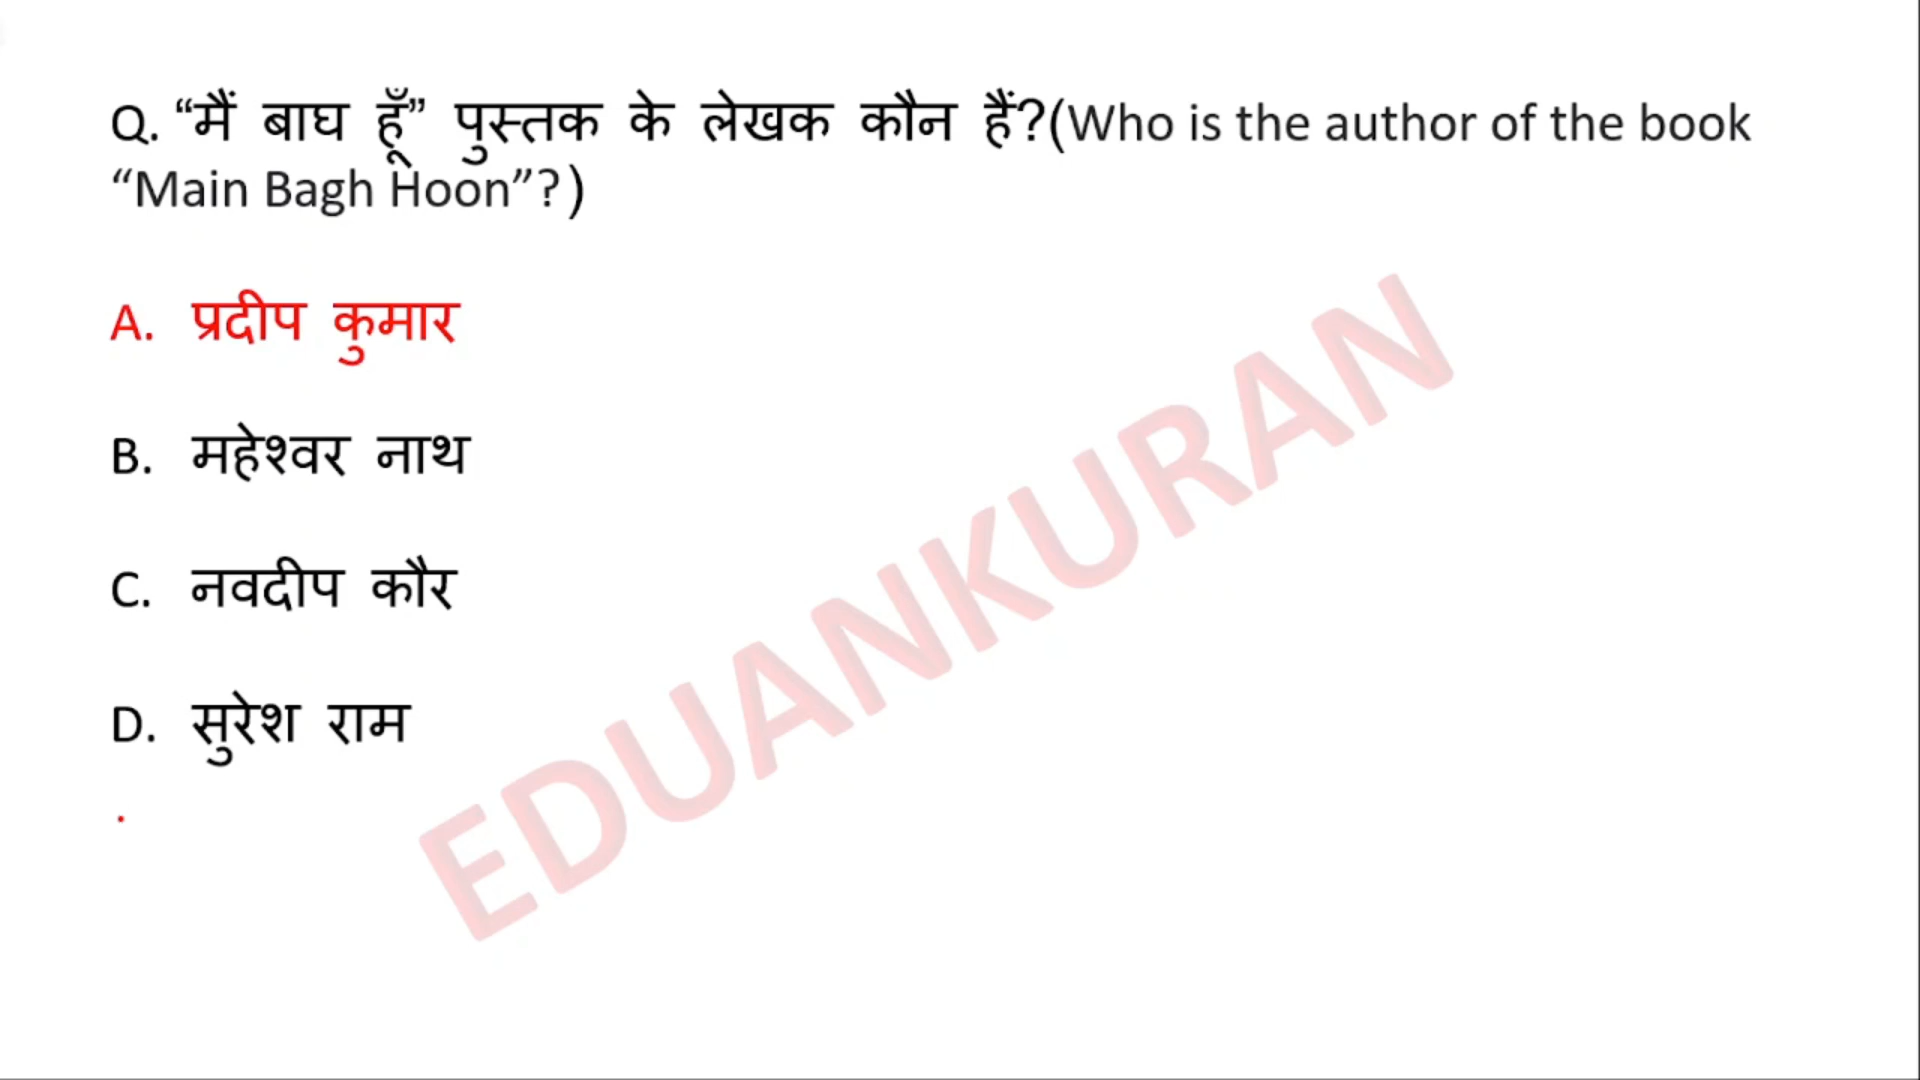 Q. “मैं बाघ हूँ” पुस्तक के लेखक कौन हैं?(Who is the author of the book
“Main Bagh Hoon”?)
A. प्रदीप कुमार
B. महेश्वर नाथ
C. नवदीप कौर
D. सुरेश राम
.
EDUANKURAN